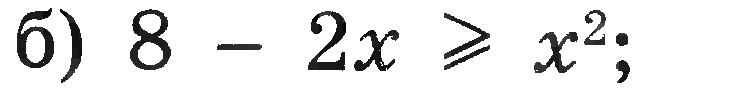 б) 8 − 2x ⩾ x²;